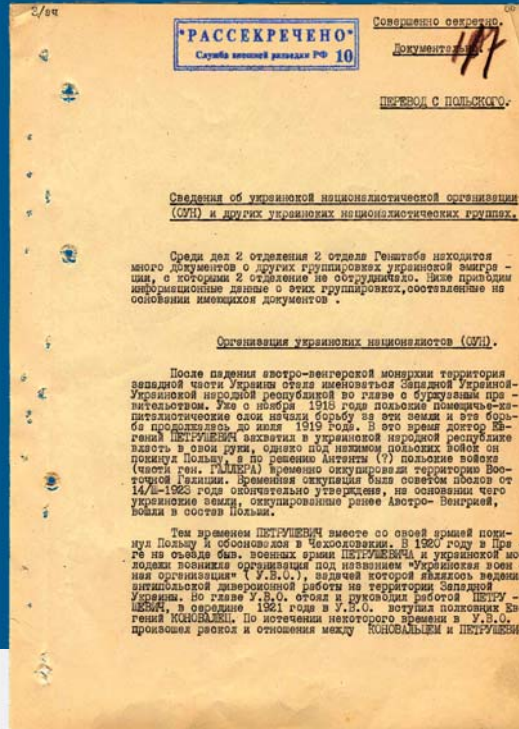 2/вч
Совершенно секретно.
"РАССЕКРЕЧЕНО"
Служба внешней разведки РФ 10
Документально.
197
ПЕРЕВОД С ПОЛЬСКОГО.
Сведения об украинской националистической организации
(ОУН) и других украинских националистических группах.
Среди дел 2 отделения 2 отдела Генштаба находится
много документов о других группировках украинской эмигра -
ции, с которыми 2 отделение не сотрудничало. Ниже приводим
информационные данные о этих группировках, составленные на
основании имеющихся документов .
Организация украинских националистов (ОУН).
После падения австро-венгерской монархии территория
западной части Украины стала именоваться Западной Украиной-
Украинской народной республикой во главе с буржуазным пра -
вительством. Уже с ноября 1918 года польские помещичье-ка
питалистические слои начали борьбу за эти земли и эта борь-
ба продолжалась до июля 1919 года. В это время доктор Ев-
гений ПЕТРУШЕВИЧ захватил в украинской народной республике
власть в свои руки, однако под нажимом польских войск он
покинул Польшу, а по решению Антанты (?) польские войска
(части ген. ГАЛЛЕРА) временно оккупировали территорию Вос-
точной Галиции. Временная оккупация была советом послов от
14/Ш-1923 года окончательно утверждена, на основании чего
украинские земли, оккупированные ранее Австро- Венгрией,
вошли в состав Польши.
Тем временем ПЕТРУШЕВИЧ вместе со своей армией поки-
нул Польшу и обосновался в Чехословакии. В 1920 году в Пра
ге на съезде быв. военных армии ПЕТРУШЕВИЧА и украинской мо
лодежи возникла организация под названием "Украинская воен
ная организация" ( У.В.О.), задачей которой являлось ведени
антипольской диверсионной работы на территории Западной
Украины. Во главе У.В.О. стоял и руководил работой ПЕТРУ -
ШЕВИЧ, в середине 1921 года в У.В.О. вступил полковник Ев
гений КОНОВАЛЕЦ. По истечении некоторого времени в У.В.О.
произошел раскол и отношения между КОНОВАЛЬЦЕМ и ПЕТРУШЕВИ